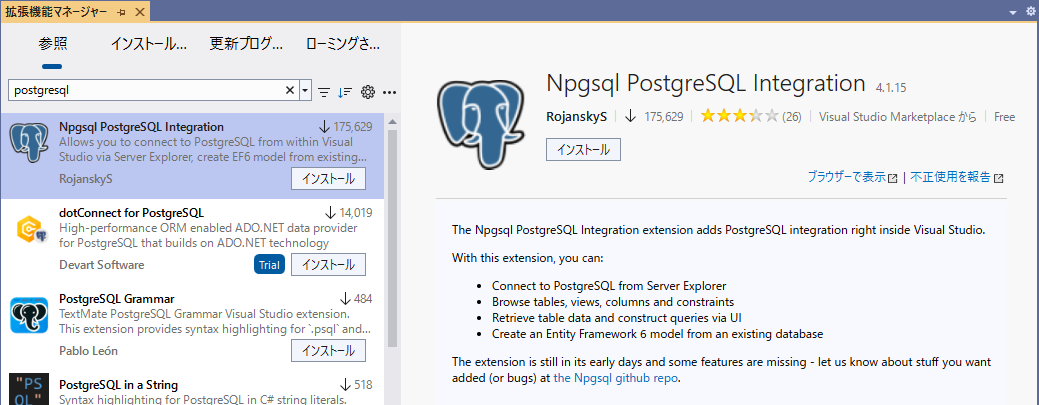 拡張機能マネージャー
参照 インストール... 更新プログ... ローミングさ...
postgresql
Npgsql PostgreSQL Integration 175,629
Allows you to connect to PostgreSQL from within Visual
Studio via Server Explorer, create EF6 model from existing...
RojanskyS インストール
dotConnect for PostgreSQL 14,019
High-performance ORM enabled ADO.NET data provider
for PostgreSQL that builds on ADO.NET technology
Devart Software Trial インストール
PostgreSQL Grammar 484
TextMate PostgreSQL Grammar Visual Studio extension.
This extension provides syntax highlighting for `.psql` and...
Pablo León インストール
"PS
QL"
PostgreSQL in a String 518
Syntax highlighting for PostgreSQL in C# string literals.
Npgsql PostgreSQL Integration 4.1.15
RojanskyS 175,629 (26) Visual Studio Marketplace から Free
インストール
ブラウザーで表示 | 不正使用を報告
The Npgsql PostgreSQL Integration extension adds PostgreSQL integration right inside Visual Studio.
With this extension, you can:
• Connect to PostgreSQL from Server Explorer
• Browse tables, views, columns and constraints
• Retrieve table data and construct queries via UI
• Create an Entity Framework 6 model from an existing database
The extension is still in its early days and some features are missing - let us know about stuff you want
added (or bugs) at the Npgsql github repo.